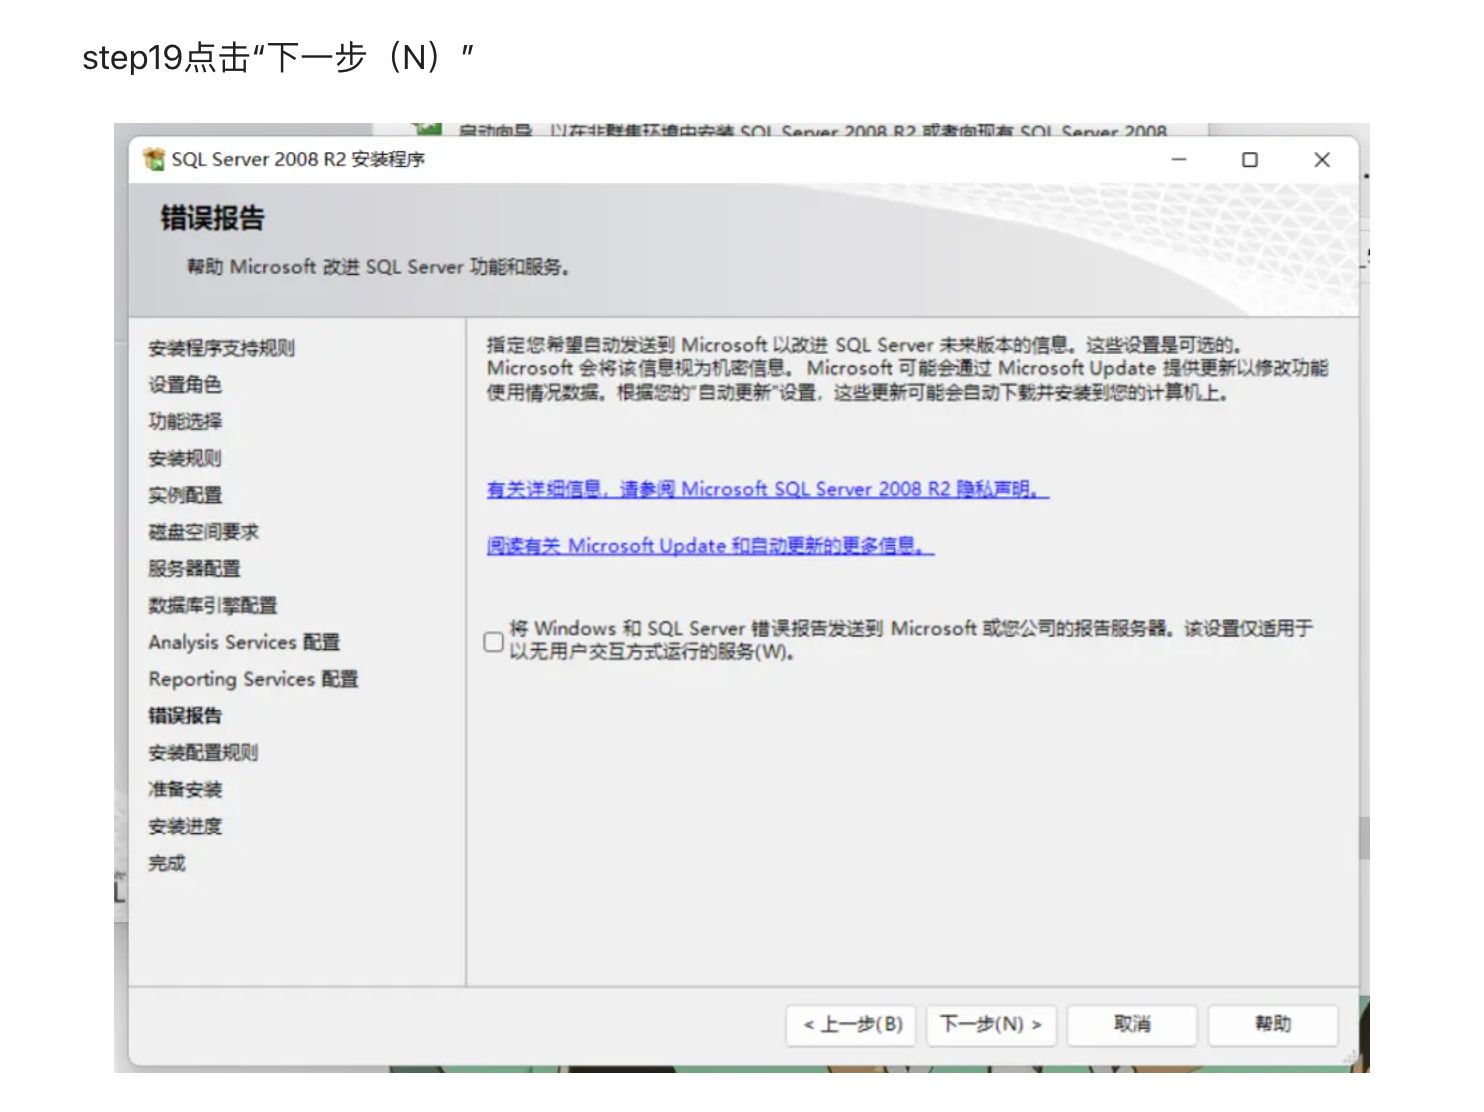 step19点击“下一步（N）”
启动向导，以在非群集环境中安装 SQL Server 2008 R2 或者向现有 SQL Server 2008
SQL Server 2008 R2 安装程序
错误报告
帮助 Microsoft 改进 SQL Server 功能和服务。
安装程序支持规则
设置角色
功能选择
安装规则
实例配置
磁盘空间要求
服务器配置
数据库引擎配置
Analysis Services 配置
Reporting Services 配置
错误报告
安装配置规则
准备安装
安装进度
完成
指定您希望自动发送到 Microsoft 以改进 SQL Server 未来版本的信息。这些设置是可选的。
Microsoft 会将该信息视为机密信息。Microsoft 可能会通过 Microsoft Update 提供更新以修改功能
使用情况数据。根据您的“自动更新”设置，这些更新可能会自动下载并安装到您的计算机上。
有关详细信息，请参阅 Microsoft SQL Server 2008 R2 隐私声明。
阅读有关 Microsoft Update 和自动更新的更多信息。
将 Windows 和 SQL Server 错误报告发送到 Microsoft 或您公司的报告服务器。该设置仅适用于
以无用户交互方式运行的服务(W)。
< 上一步(B)
下一步(N) >
取消
帮助